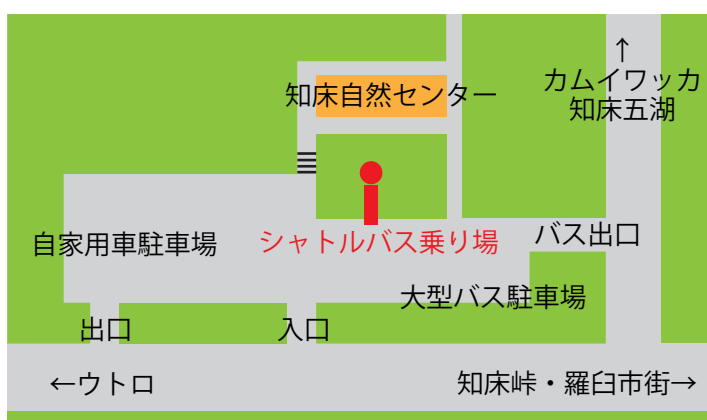 ↑
カムイワッカ
知床五湖
知床自然センター
自家用車駐車場
シャトルバス乗り場
バス出口
大型バス駐車場
出口
入口
←ウトロ
知床峠・羅臼市街→